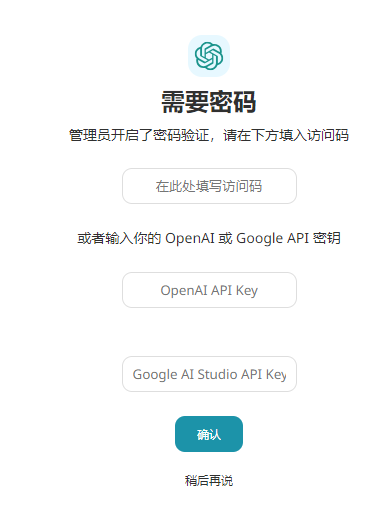 需要密码
管理员开启了密码验证，请在下方填入访问码
在此处填写访问码
或者输入你的 OpenAI 或 Google API 密钥
OpenAI API Key
Google AI Studio API Key
确认
稍后再说